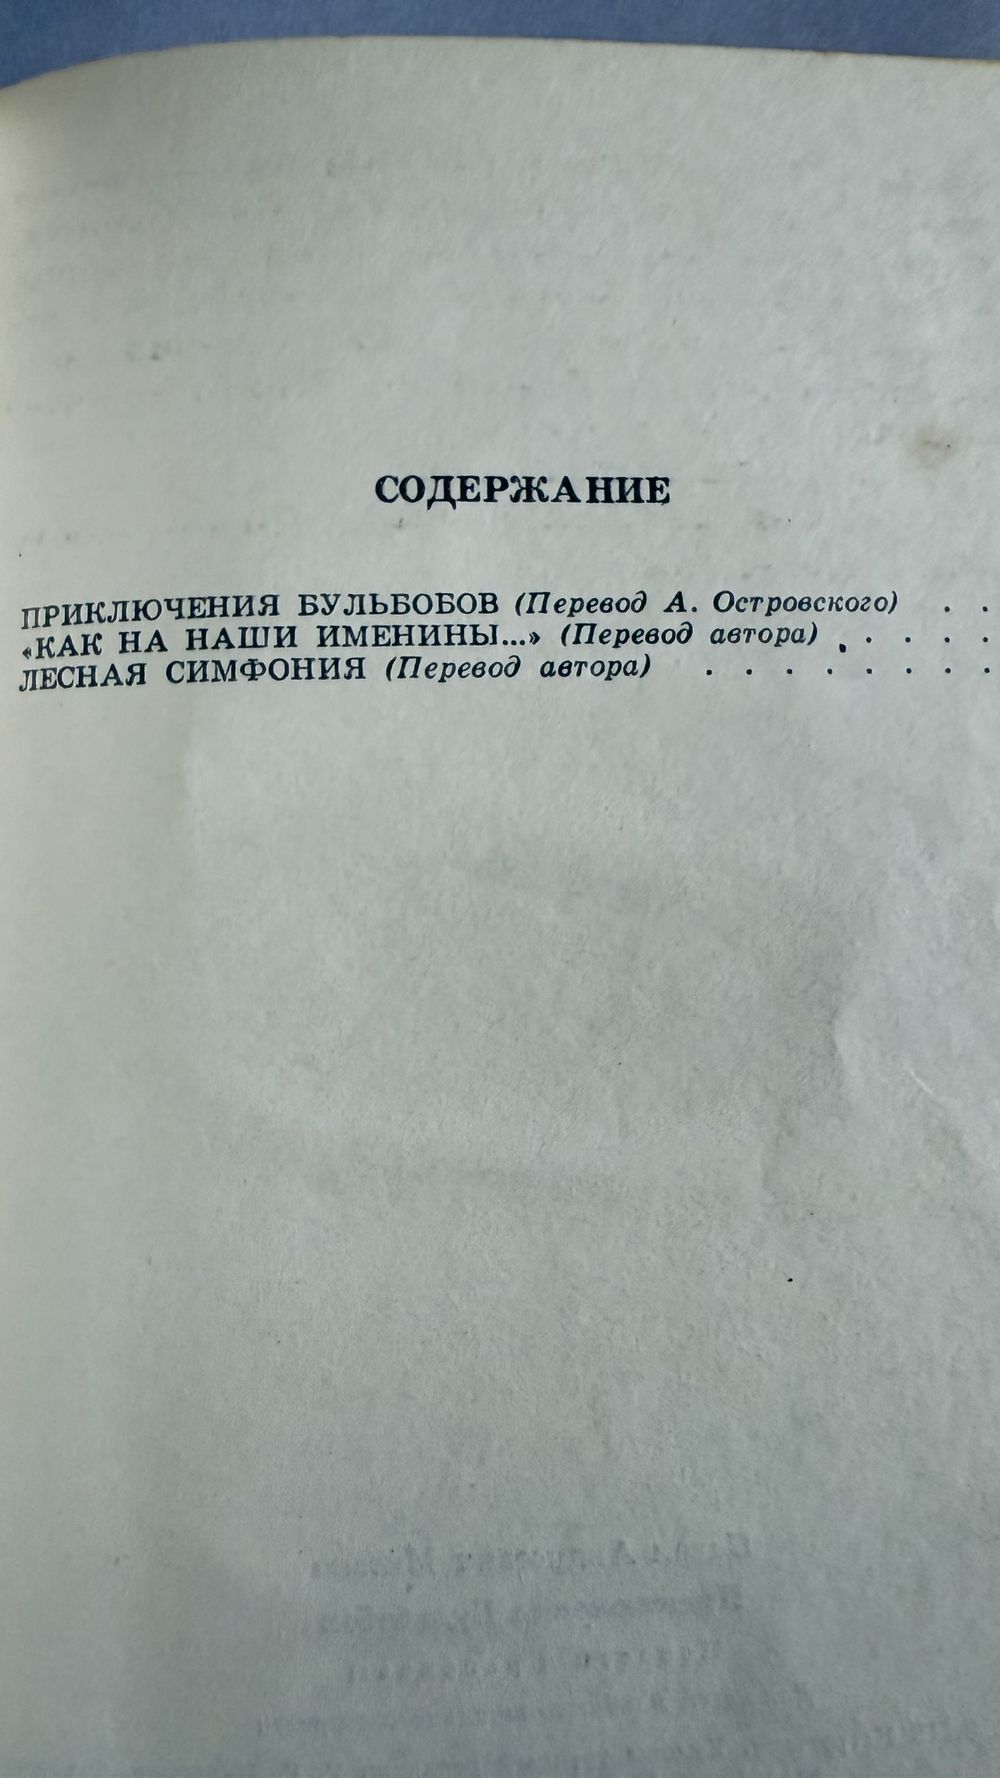 СОДЕРЖАНИЕ
ПРИКЛЮЧЕНИЯ БУЛЬБОБОВ (Перевод А. Островского) . .
«КАК НА НАШИ ИМЕНИНЫ...» (Перевод автора) . . . . .
ЛЕСНАЯ СИМФОНИЯ (Перевод автора) . . . . . . . .